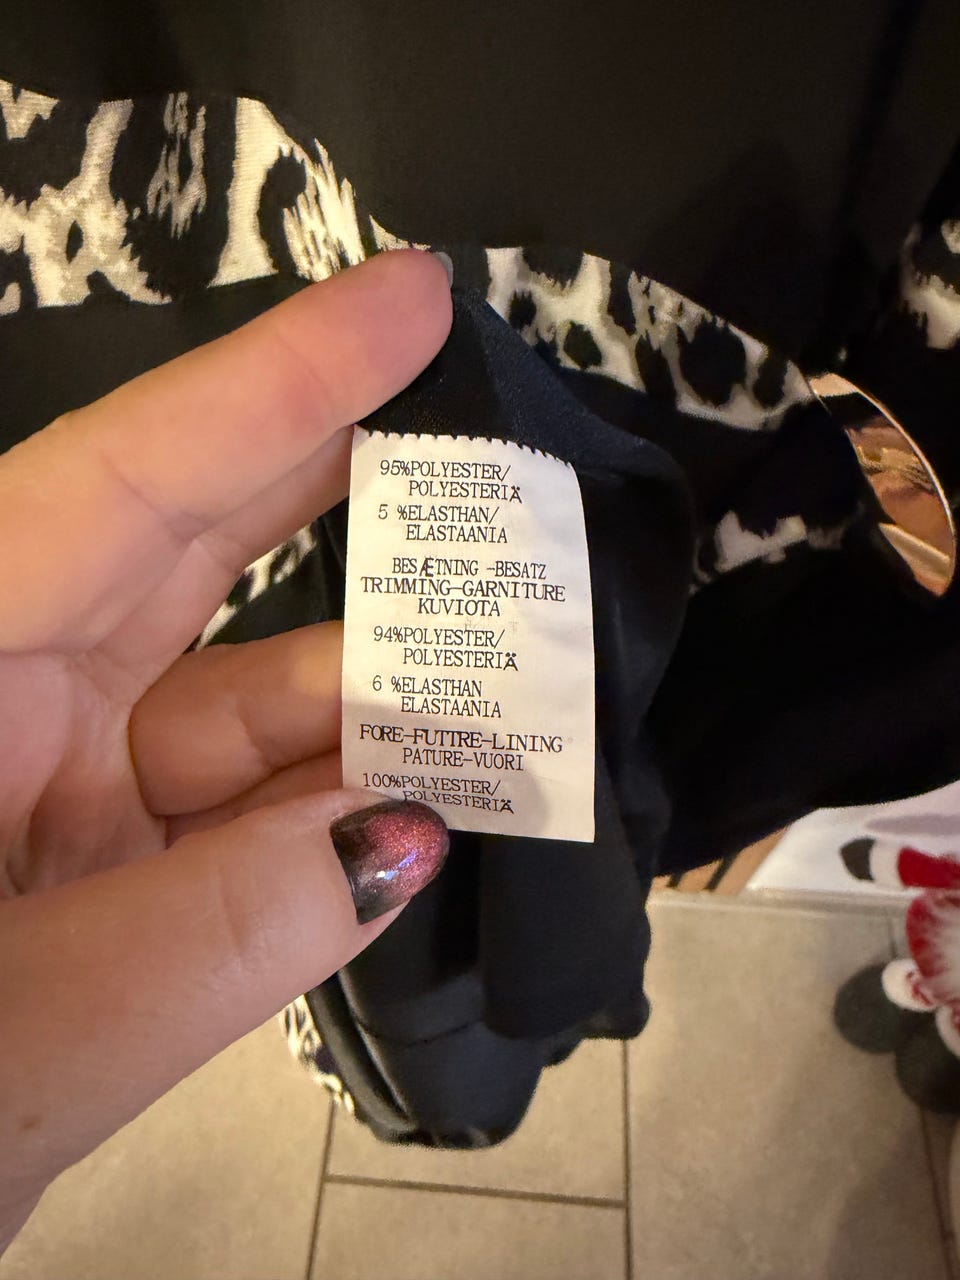 95%POLYESTER/
POLYESTERIÄ
5 %ELASTHAN/
ELASTAANIA
BESÆTNING -BESATZ
TRIMMING-GARNITURE
KUVIOTA
94%POLYESTER/
POLYESTERIÄ
6 %ELASTHAN
ELASTAANIA
FORE-FUTTRE-LINING
PATURE-VUORI
100%POLYESTER/
POLYESTERIÄ